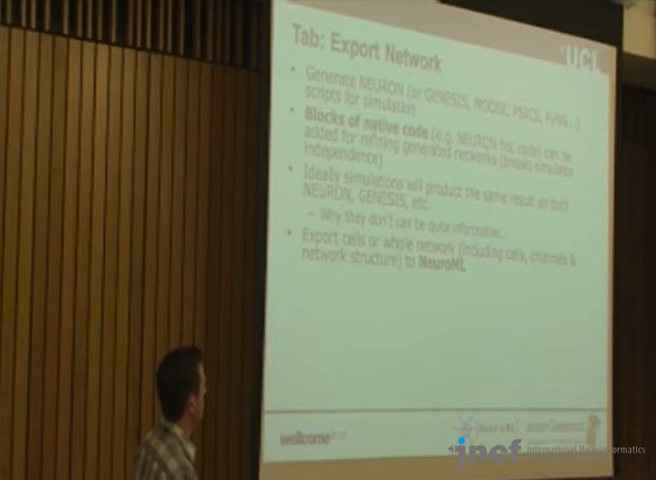 Tab: Export Network
UCL
• Generate NEURON (or GENESIS, MOOSE, PSICS, PyNN...)
scripts for simulation
• Blocks of native code (e.g. NEURON hoc code) can be
added for refining generated networks (breaks simulator
independence)
• Ideally simulations will product the same result on both
NEURON, GENESIS, etc.
– Why they don't can be quite informative...
• Export cells or whole network (including cells, channels &
network structure) to NeuroML
wellcome trust
NeuroML
incf International Neuroinformatics